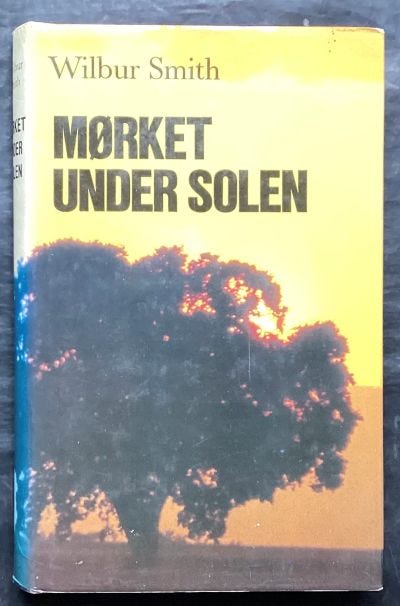 Wilbur Smith
MØRKET
UNDER SOLEN